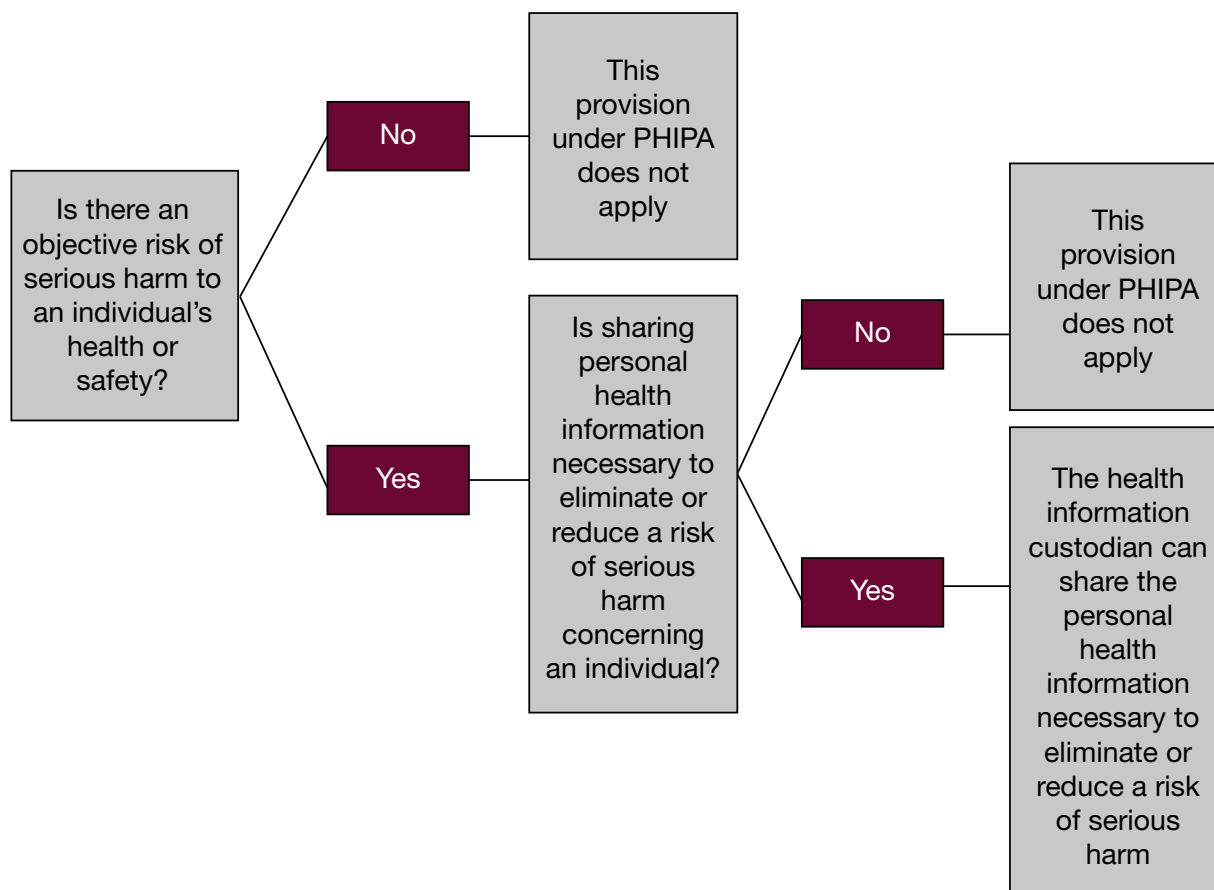 Is there an
objective risk of
serious harm to
an individual’s
health or
safety?
No
This
provision
under PHIPA
does not
apply
Yes
Is sharing
personal
health
information
necessary to
eliminate or
reduce a risk
of serious
harm
concerning
an individual?
No
This
provision
under PHIPA
does not
apply
Yes
The health
information
custodian can
share the
personal
health
information
necessary to
eliminate or
reduce a risk
of serious
harm